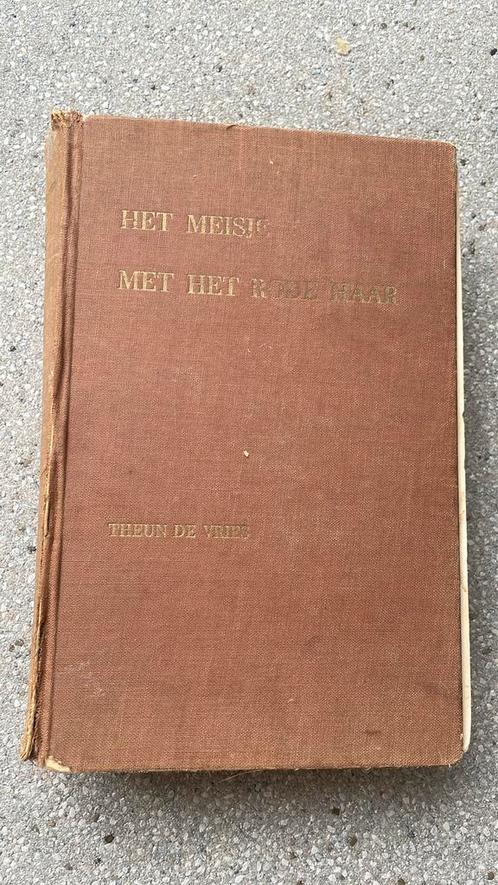 HET MEISJE
MET HET RODE HAAR
THEUN DE VRIES